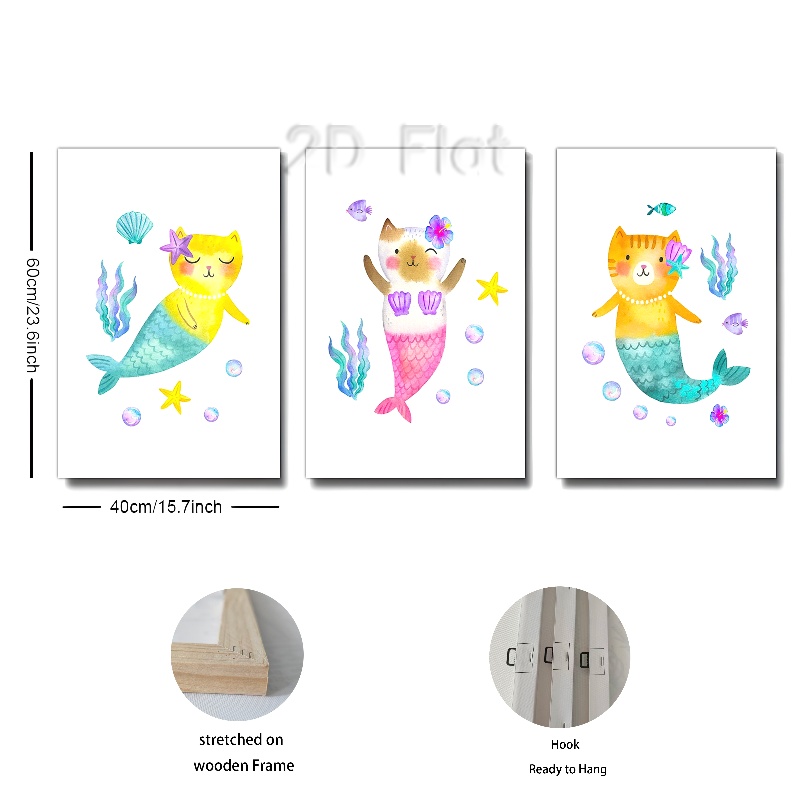 2D Flat
60cm/23.6inch
40cm/15.7inch
stretched on
wooden Frame
Hook
Ready to Hang